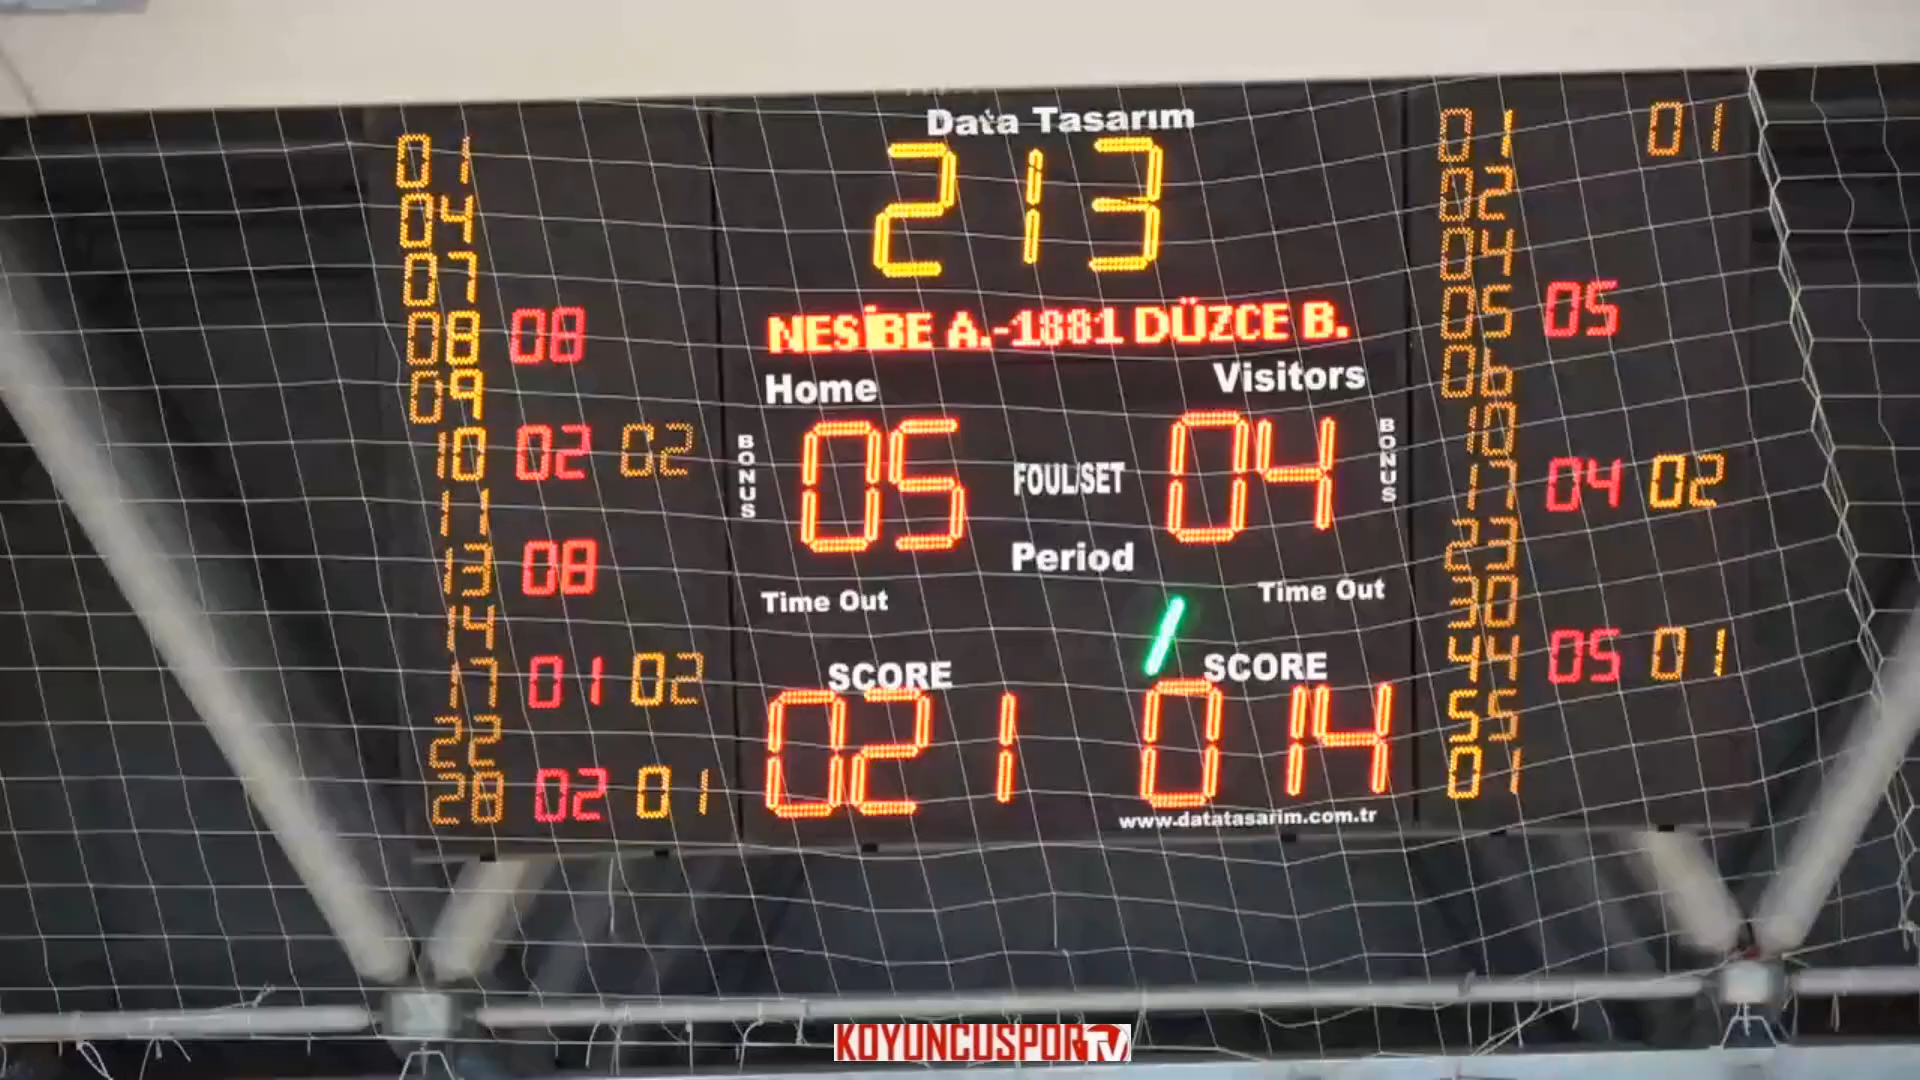 Data Tasarım
213
NESİBE A.-1881 DÜZCE B.
Home
Visitors
BONUS
05
FOUL/SET
04
BONUS
Period
1
Time Out
Time Out
SCORE
SCORE
021
014
www.datatasarim.com.tr
01
04
07
08 08
09
10 02 02
11
13 08
14
17 01 02
22
28 02 01
01 01
02
04
05 05
06
10
17 04 02
23
30
44 05 01
55
01
KOYUNCUSPOR TV